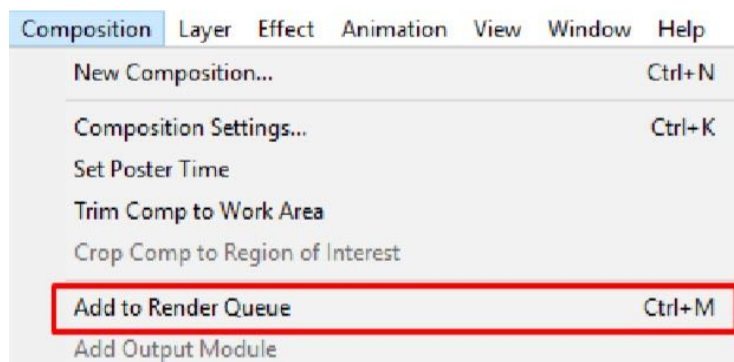 Composition Layer Effect Animation View Window Help
New Composition... Ctrl+N
Composition Settings... Ctrl+K
Set Poster Time
Trim Comp to Work Area
Crop Comp to Region of Interest
Add to Render Queue Ctrl+M
Add Output Module